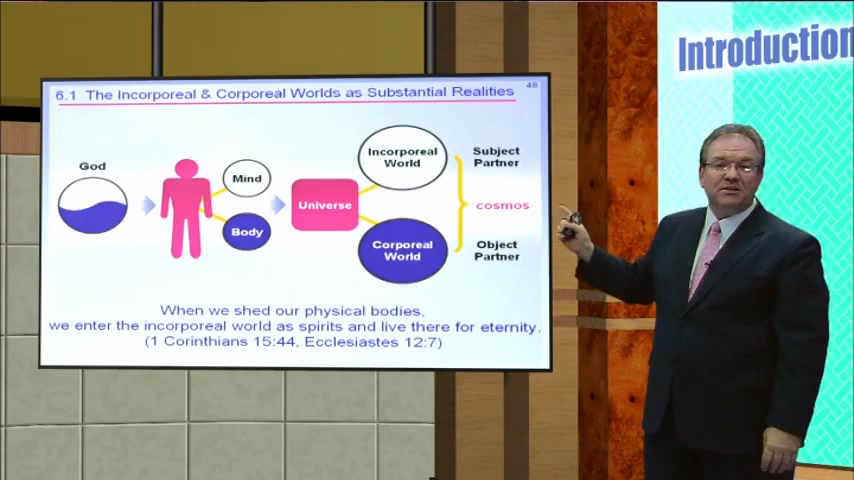 Introduction
6.1 The Incorporeal & Corporeal Worlds as Substantial Realities
48
God
Mind
Body
Universe
Incorporeal
World
Corporeal
World
Subject
Partner
cosmos
Object
Partner
When we shed our physical bodies,
we enter the incorporeal world as spirits and live there for eternity.
(1 Corinthians 15:44, Ecclesiastes 12:7)